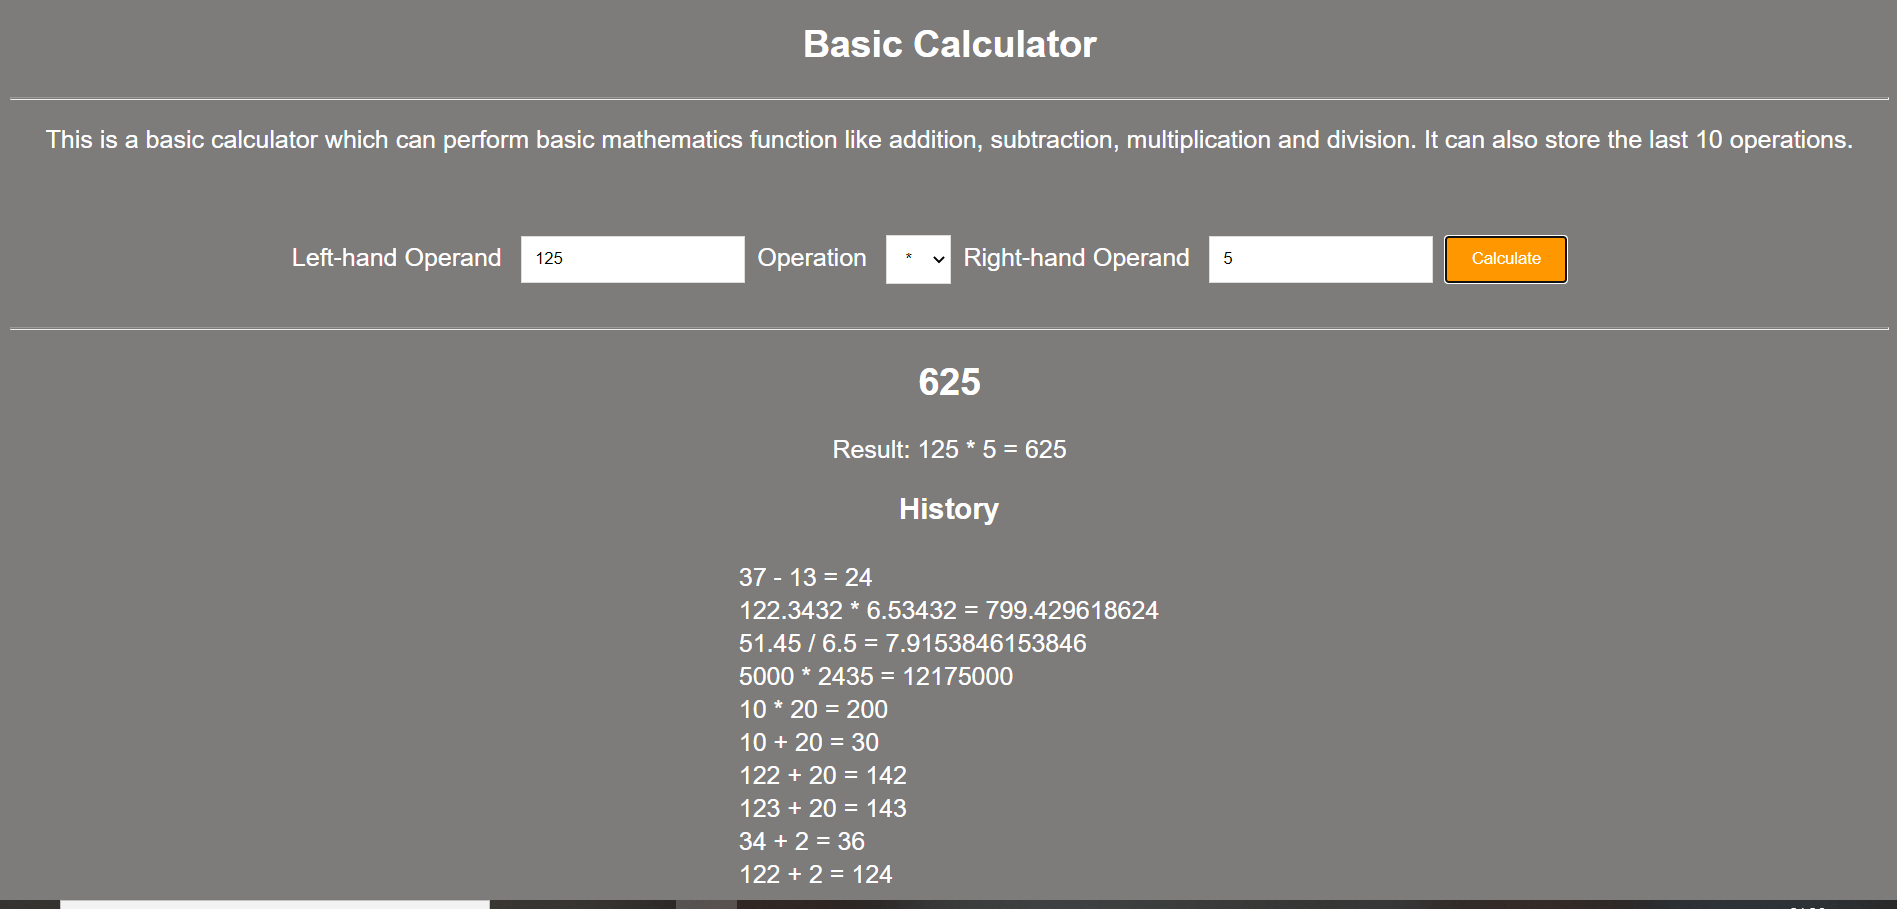 Basic Calculator
This is a basic calculator which can perform basic mathematics function like addition, subtraction, multiplication and division. It can also store the last 10 operations.
Left-hand Operand 125 Operation * Right-hand Operand 5 Calculate
625
Result: 125 * 5 = 625
History
37 - 13 = 24
122.3432 * 6.53432 = 799.429618624
51.45 / 6.5 = 7.9153846153846
5000 * 2435 = 12175000
10 * 20 = 200
10 + 20 = 30
122 + 20 = 142
123 + 20 = 143
34 + 2 = 36
122 + 2 = 124